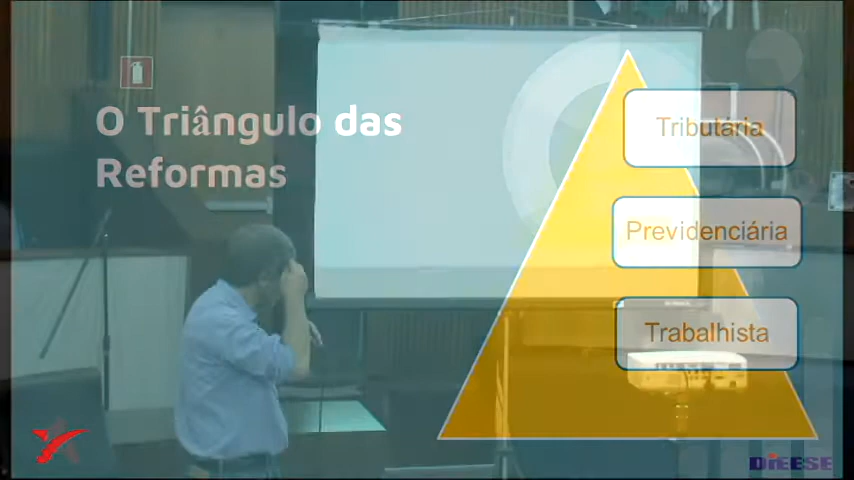 O Triângulo das
Reformas
Tributária
Previdenciária
Trabalhista
DIEESE